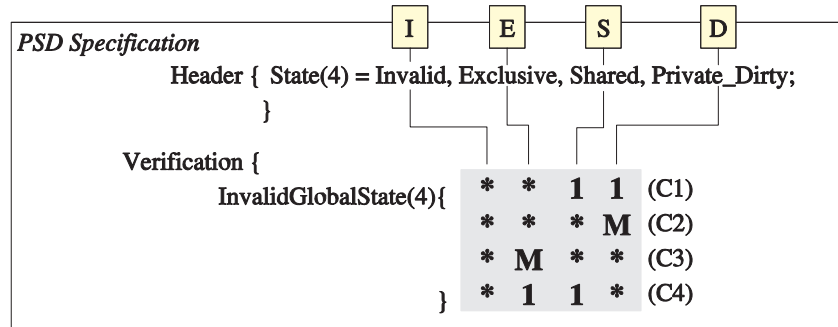 I E S D
PSD Specification
Header { State(4) = Invalid, Exclusive, Shared, Private_Dirty;
}
Verification {
InvalidGlobalState(4){ * * 1 1 (C1)
* * * M (C2)
* M * * (C3)
} * 1 1 * (C4)